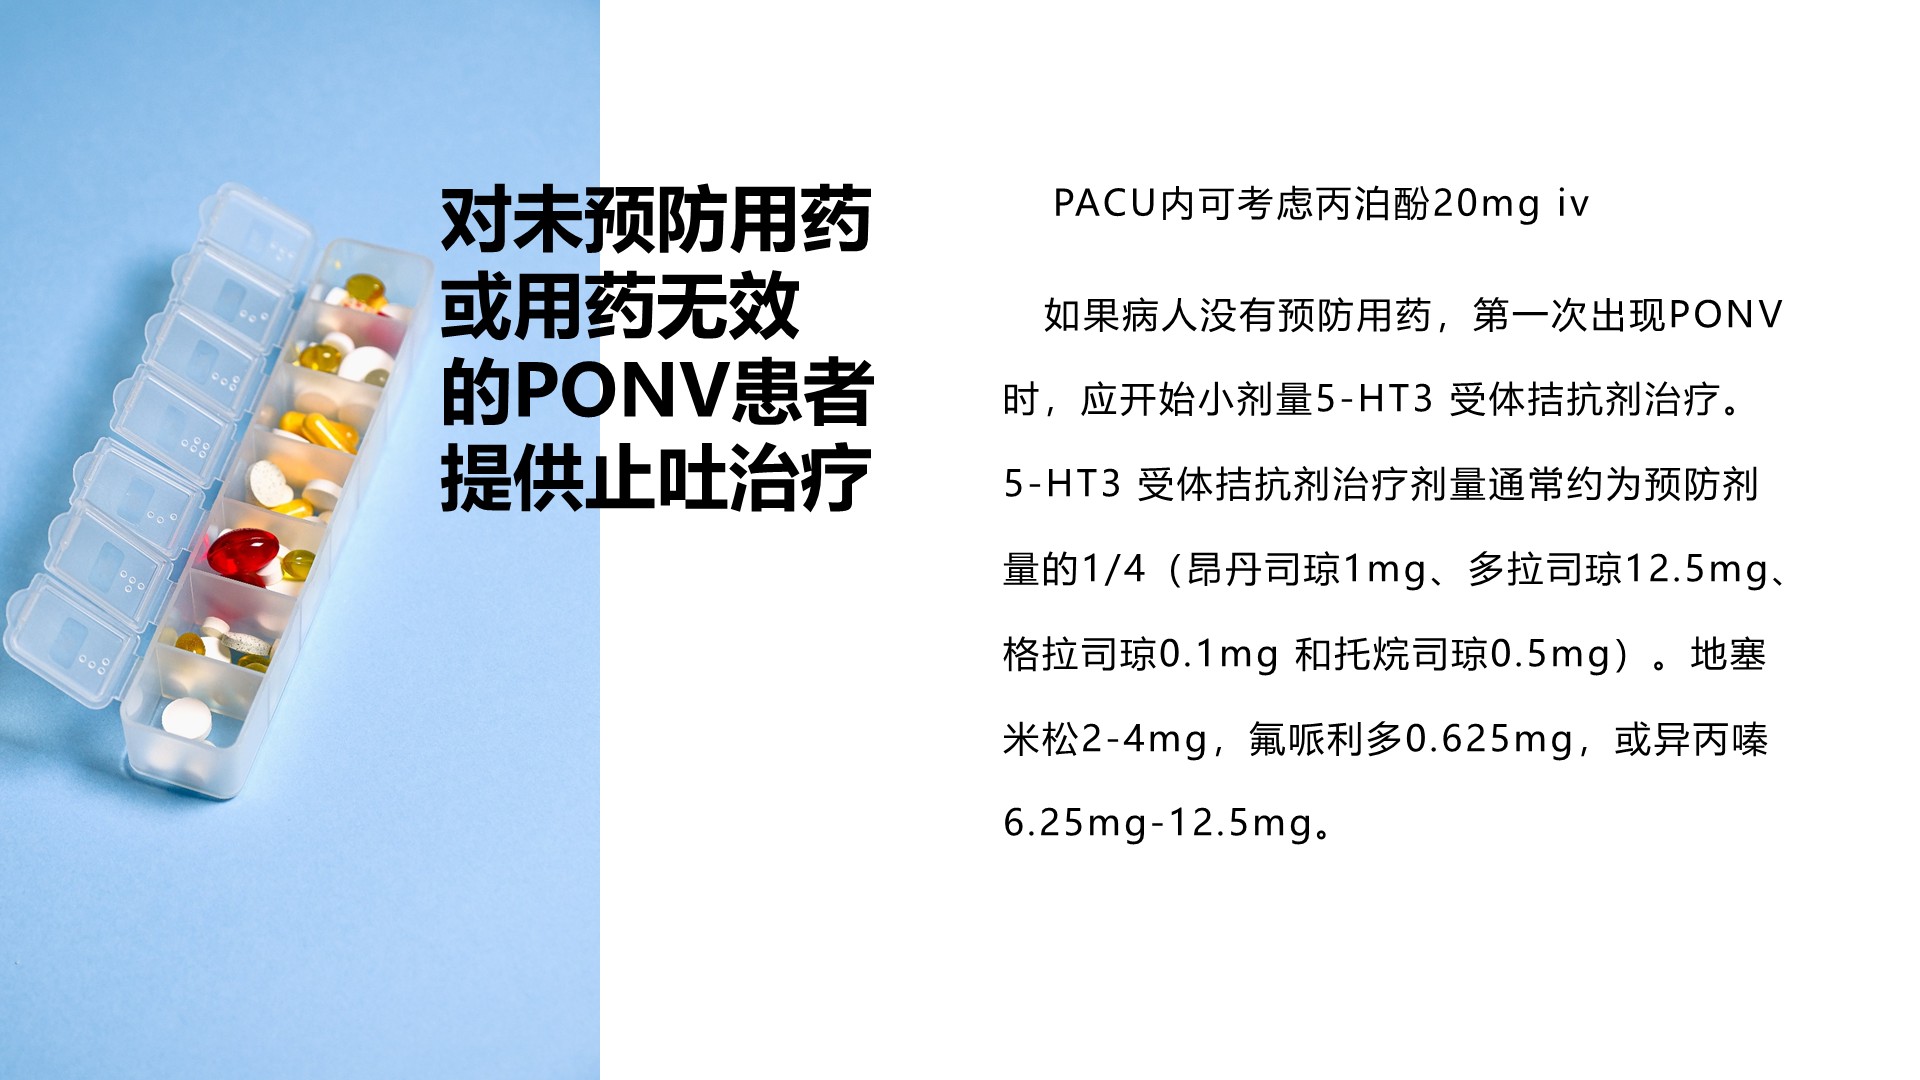 对未预防用药
或用药无效
的PONV患者
提供止吐治疗
PACU内可考虑丙泊酚20mg iv
如果病人没有预防用药，第一次出现PONV
时，应开始小剂量5-HT3 受体拮抗剂治疗。
5-HT3 受体拮抗剂治疗剂量通常约为预防剂
量的1/4（昂丹司琼1mg、多拉司琼12.5mg、
格拉司琼0.1mg 和托烷司琼0.5mg）。地塞
米松2-4mg，氟哌利多0.625mg，或异丙嗪
6.25mg-12.5mg。